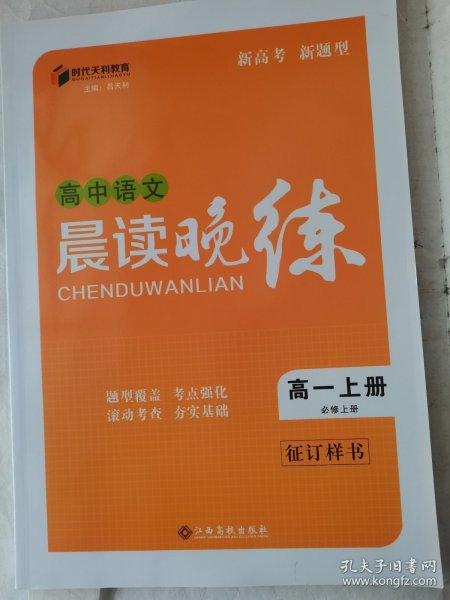 时代天利教育
SHIDAITIANLIJIAOYU
主编：吕天利
新高考 新题型
高中语文
晨读晚练
CHENDUWANLIAN
题型覆盖 考点强化
滚动考查 夯实基础
高一上册
必修上册
征订样书
江西高校出版社
孔夫子旧书网
www.kongfz.com